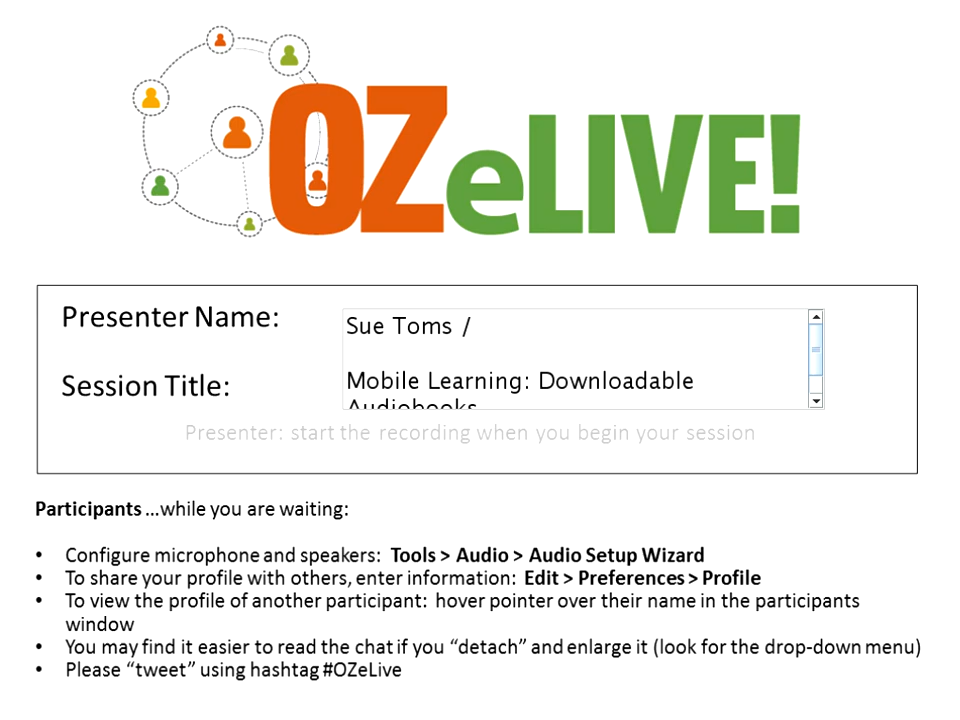 OZeLIVE!
Presenter Name:
Sue Toms /
Session Title:
Mobile Learning: Downloadable
Audiobooks
Presenter: start the recording when you begin your session
Participants ...while you are waiting:
• Configure microphone and speakers: Tools > Audio > Audio Setup Wizard
• To share your profile with others, enter information: Edit > Preferences > Profile
• To view the profile of another participant: hover pointer over their name in the participants
window
• You may find it easier to read the chat if you “detach” and enlarge it (look for the drop-down menu)
• Please “tweet” using hashtag #OZeLive